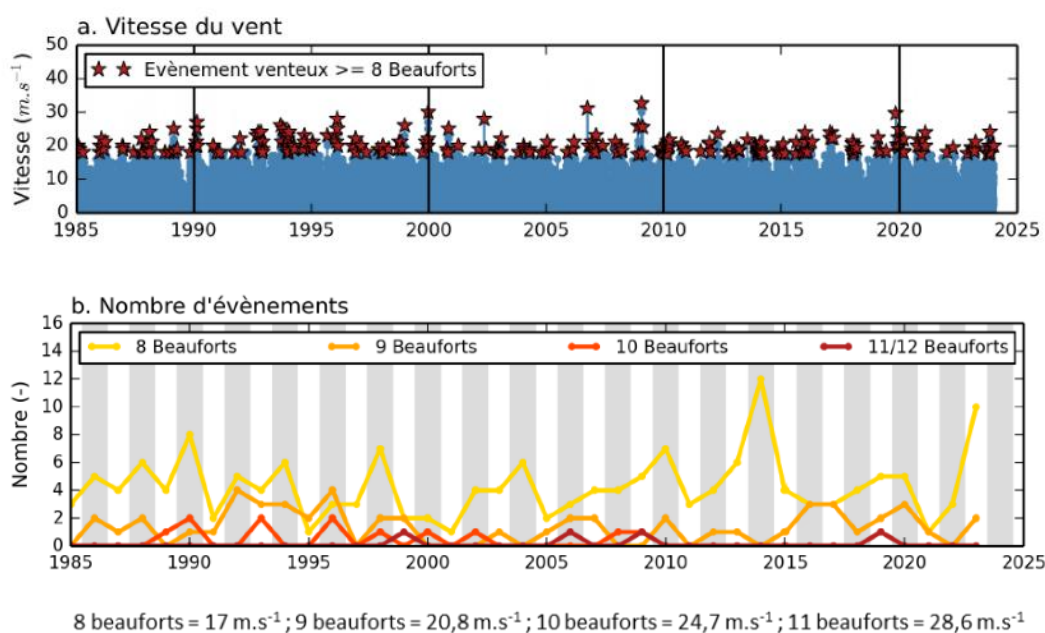 a. Vitesse du vent
Vitesse (m.s⁻¹)
50
40
30
20
10
0
Evènement venteux >= 8 Beauforts
1985 1990 1995 2000 2005 2010 2015 2020 2025
b. Nombre d'évènements
Nombre (-)
16
14
12
10
8
6
4
2
0
8 Beauforts 9 Beauforts 10 Beauforts 11/12 Beauforts
1985 1990 1995 2000 2005 2010 2015 2020 2025
8 beauforts = 17 m.s⁻¹ ; 9 beauforts = 20,8 m.s⁻¹ ; 10 beauforts = 24,7 m.s⁻¹ ; 11 beauforts = 28,6 m.s⁻¹